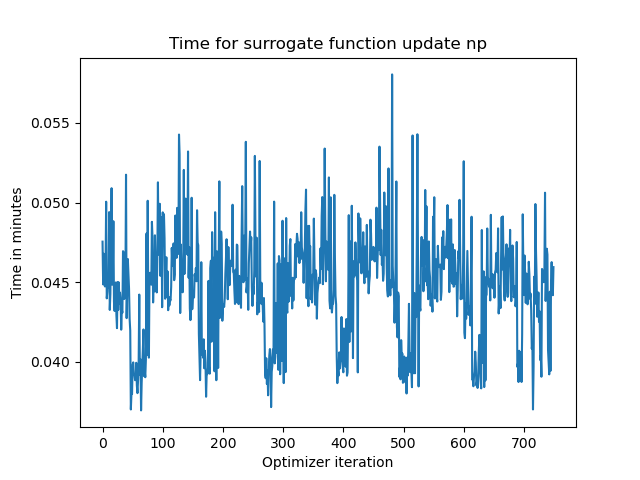 Time for surrogate function update np
Time in minutes
0.055
0.050
0.045
0.040
0 100 200 300 400 500 600 700
Optimizer iteration